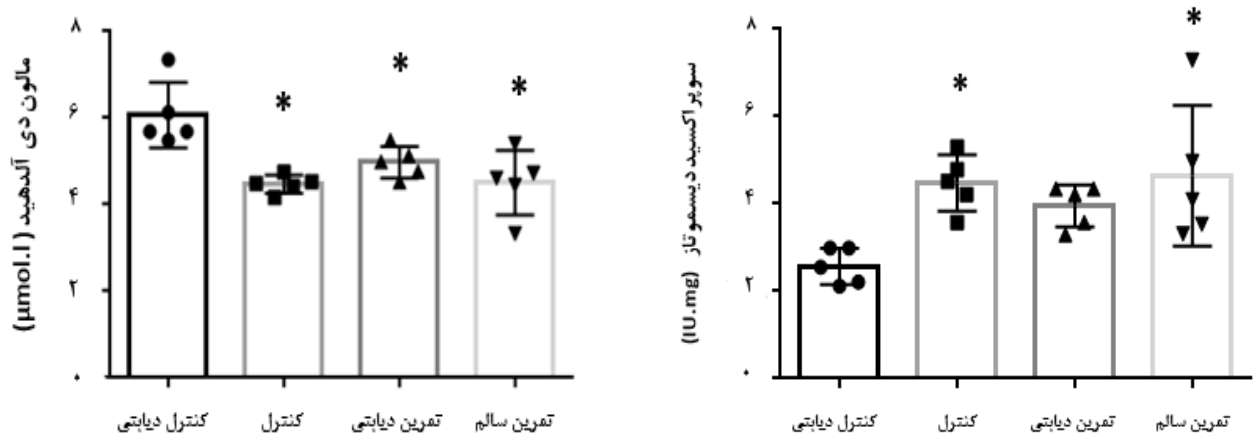 مالون دی آلدهید (µmol.l)
۸
۶
۴
۲
۰
*
*
*
کنترل دیابتی
کنترل
تمرین دیابتی
تمرین سالم
سوپراکسید دیسموتاز (IU.mg)
۸
۶
۴
۲
۰
*
*
کنترل دیابتی
کنترل
تمرین دیابتی
تمرین سالم